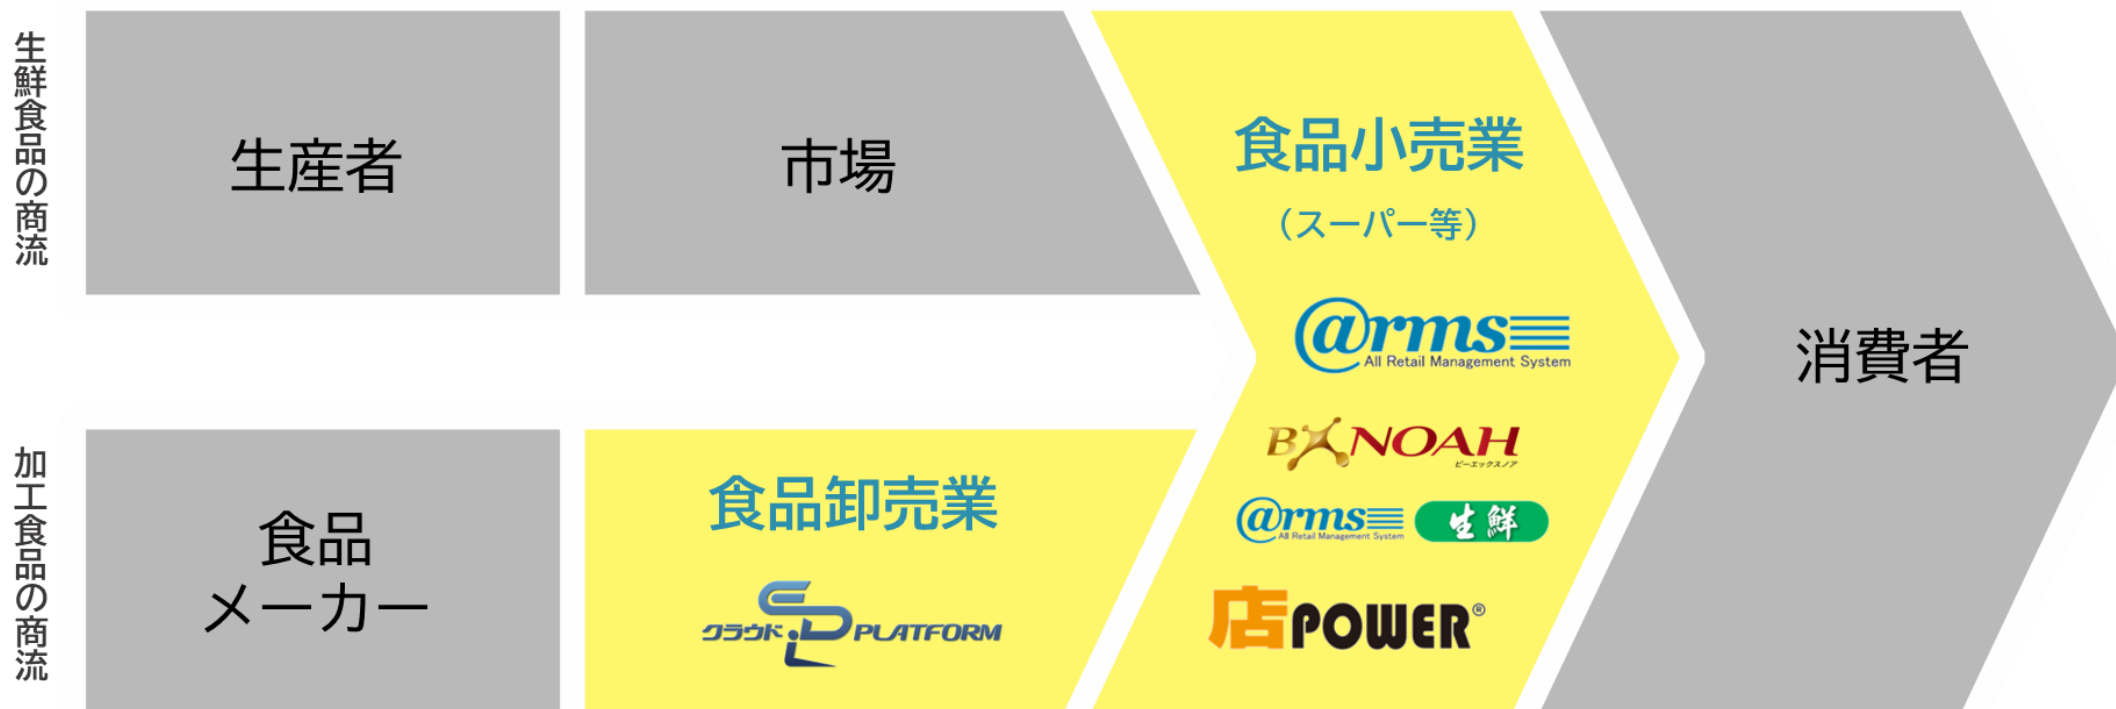 生鮮食品の商流
生産者
市場
食品小売業
（スーパー等）
@rms
All Retail Management System
BXNOAH
ビーエックスノア
@rms
All Retail Management System
生鮮
店POWER®
消費者
加工食品の商流
食品
メーカー
食品卸売業
クラウドEDI PLATFORM